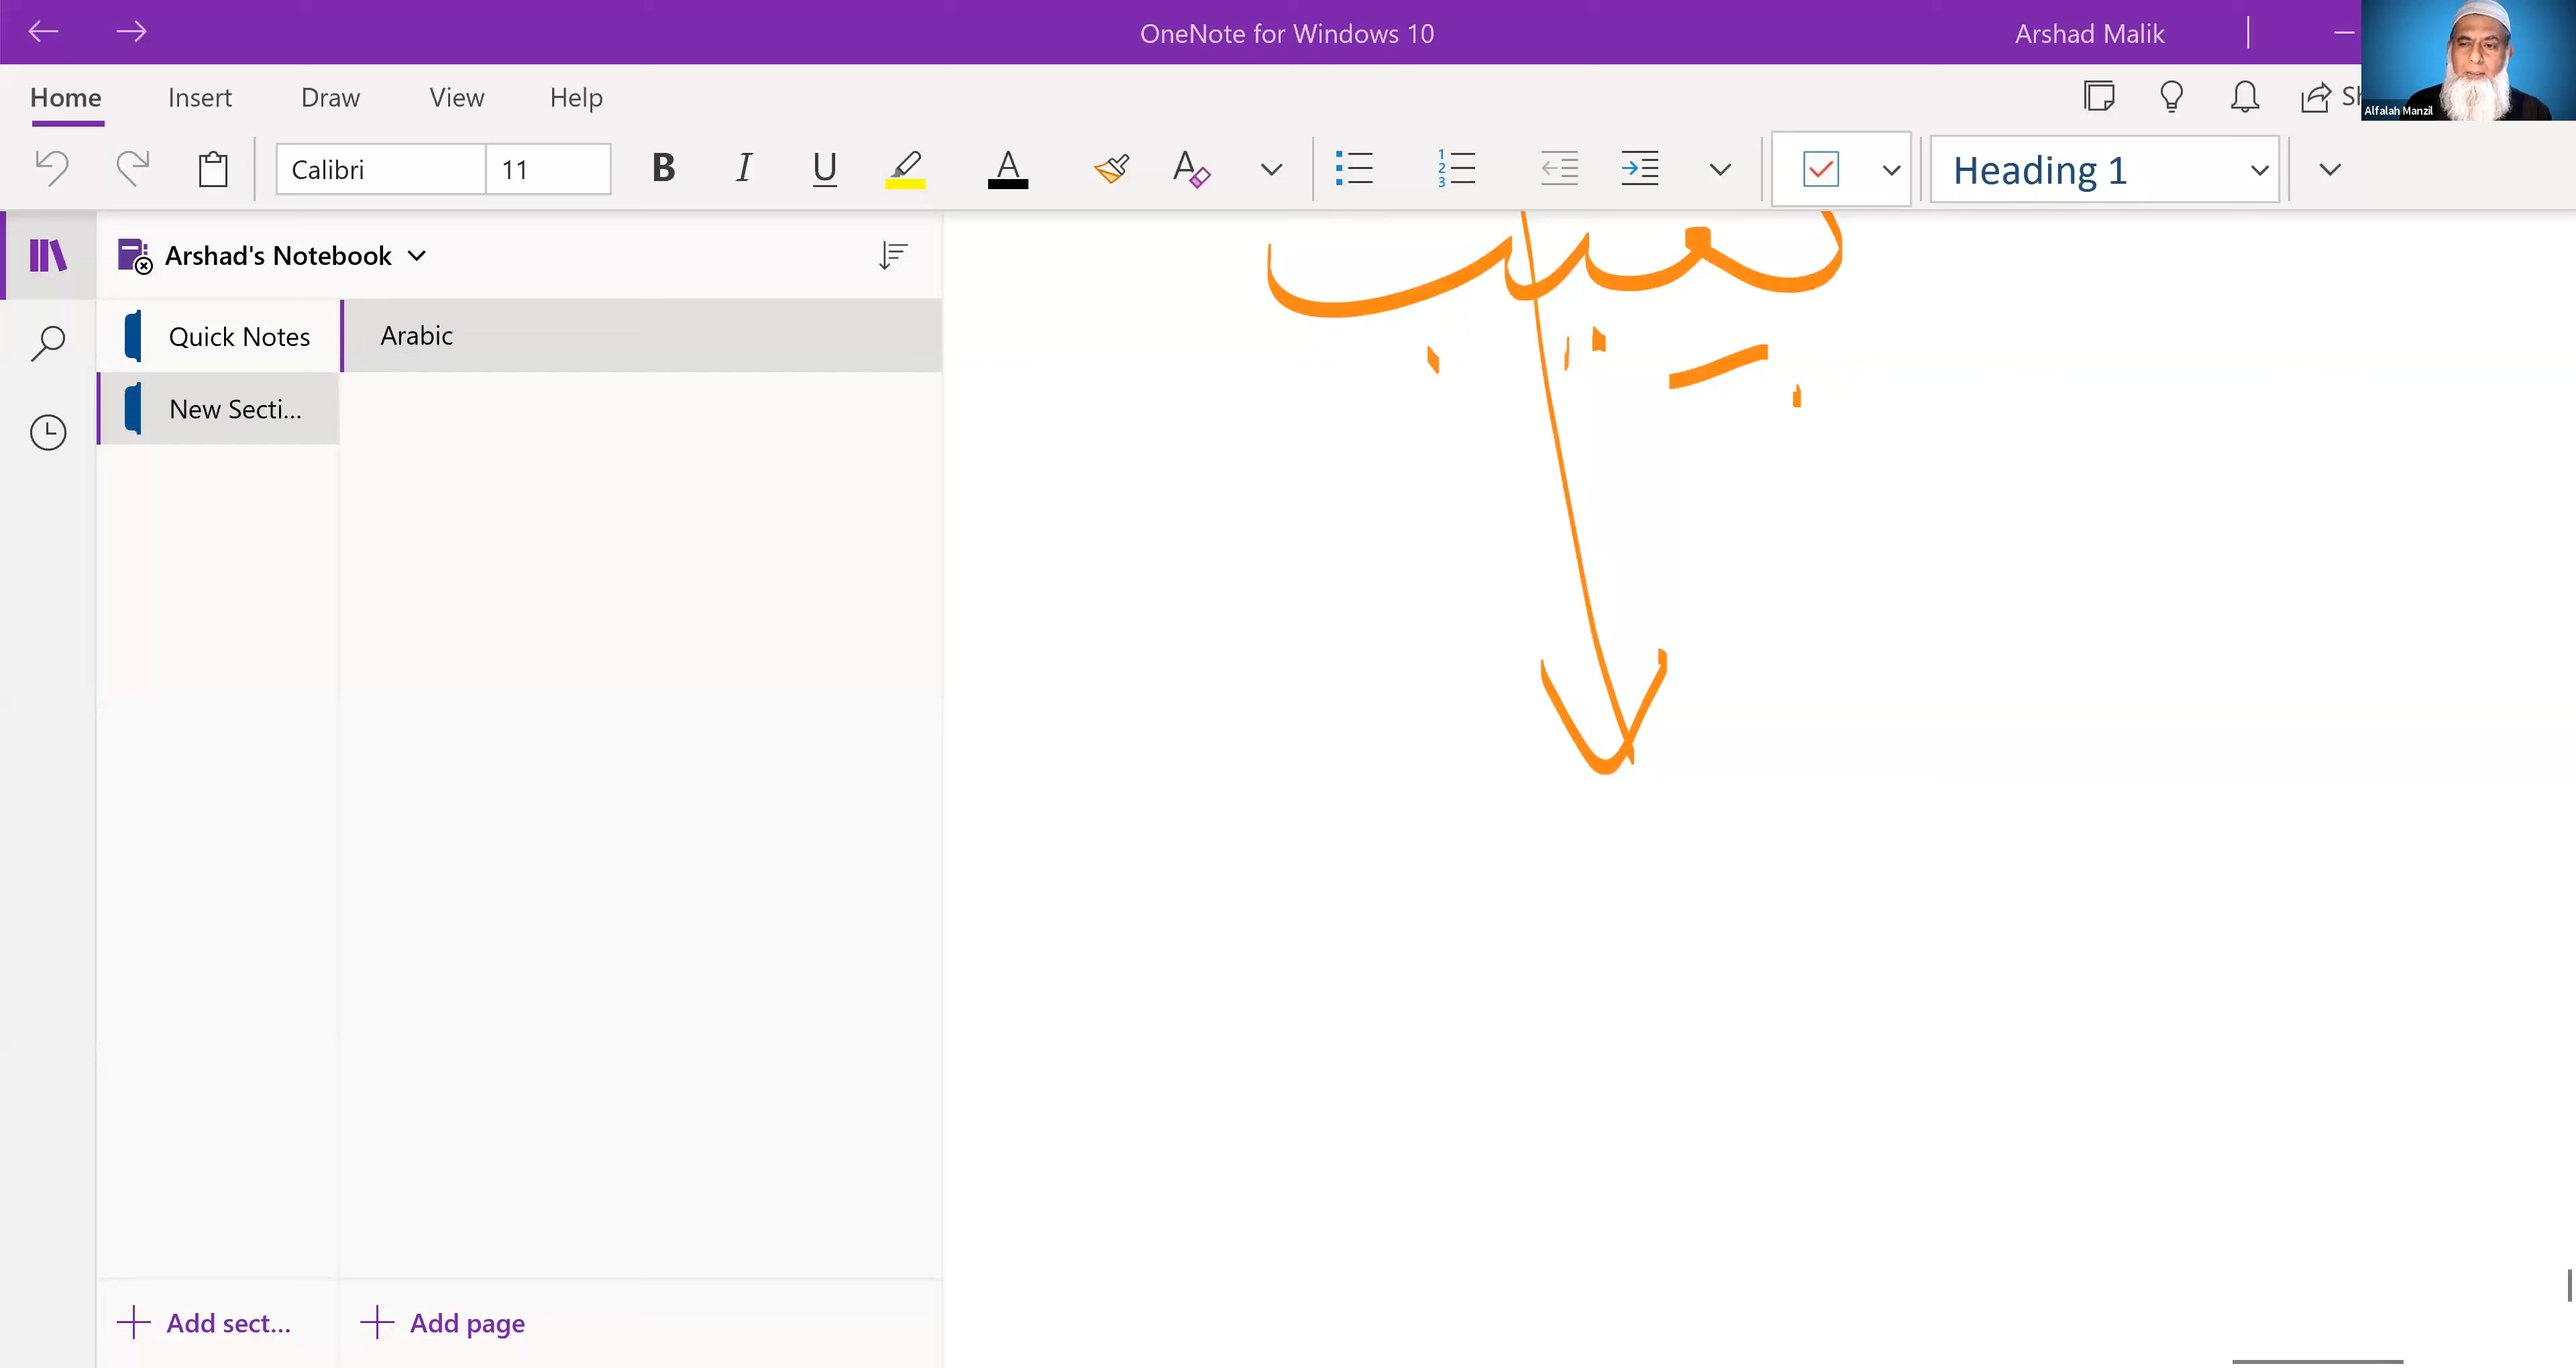 OneNote for Windows 10
Arshad Malik
Alfalah Manzil
Home Insert Draw View Help
Calibri 11 B I U A A Heading 1
Arshad's Notebook
Quick Notes
Arabic
New Secti...
Add sect...
Add page